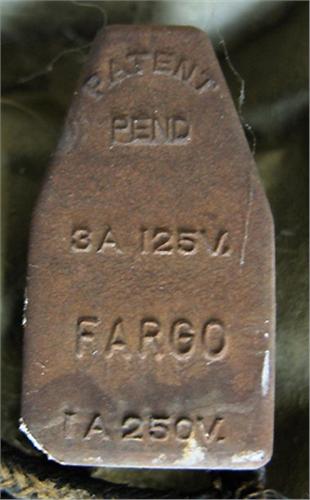 PATENT
PEND
3A 125V.
FARGO
1A 250V.